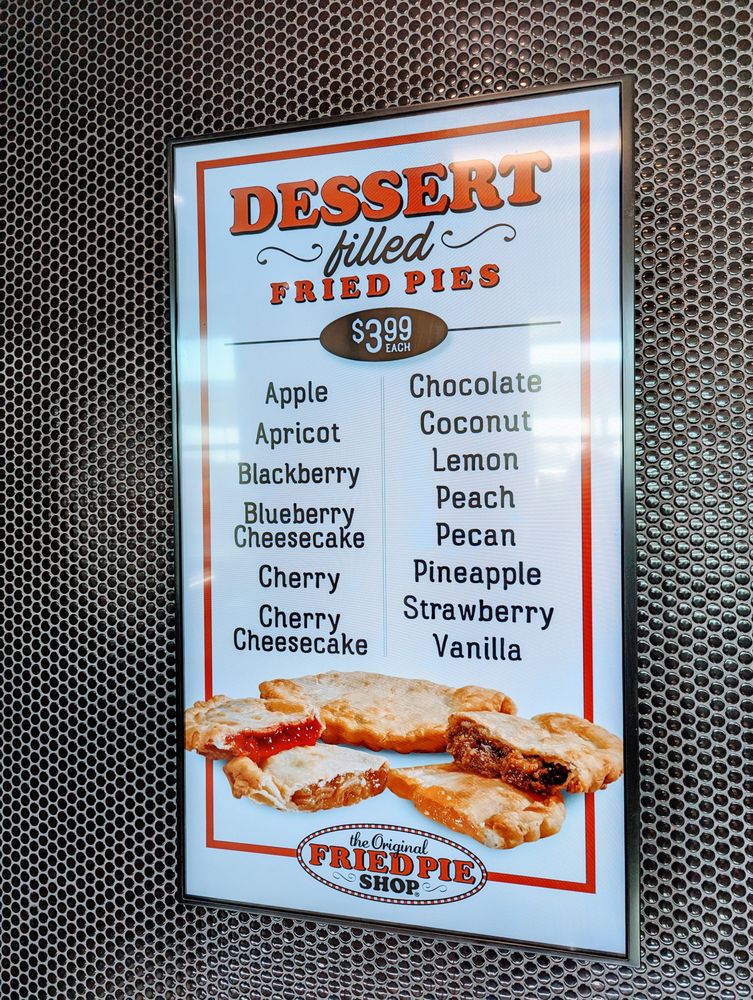 DESSERT
filled
FRIED PIES
$3.99
EACH
Apple
Apricot
Blackberry
Blueberry
Cheesecake
Cherry
Cherry
Cheesecake
Chocolate
Coconut
Lemon
Peach
Pecan
Pineapple
Strawberry
Vanilla
the Original
FRIED PIE
SHOP®